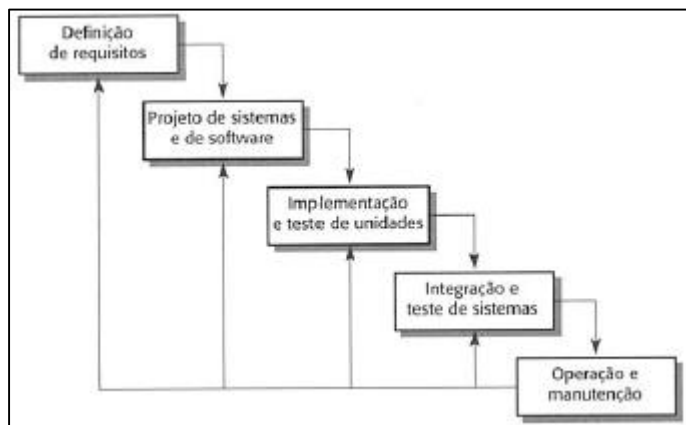 Definição
de requisitos
Projeto de sistemas
e de software
Implementação
e teste de unidades
Integração e
teste de sistemas
Operação e
manutenção